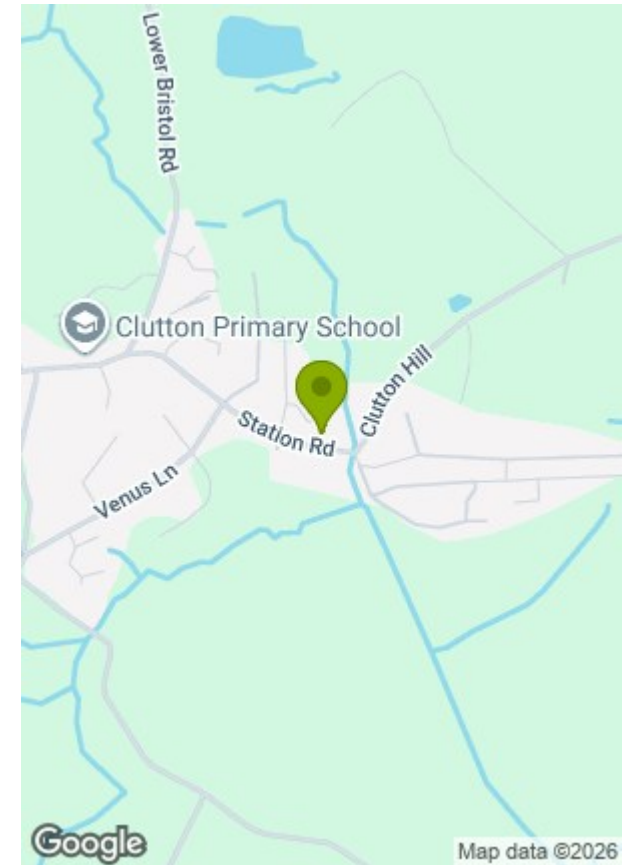 Lower Bristol Rd
Clutton Primary School
Clutton Hill
Station Rd
Venus Ln
Google
Map data ©2026